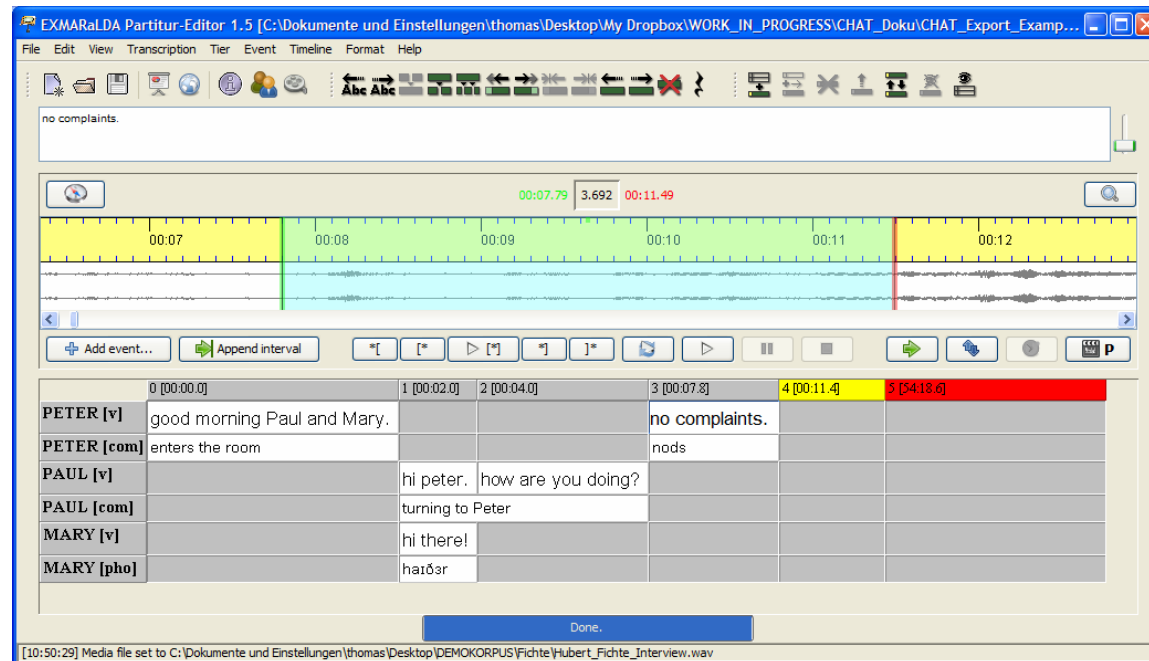 EXMARaLDA Partitur-Editor 1.5 [C:\Dokumente und Einstellungen\thomas\Desktop\My Dropbox\WORK_IN_PROGRESS\CHAT_Doku\CHAT_Export_Examp...
File Edit View Transcription Tier Event Timeline Format Help
Abc Abc
no complaints.
00:07.79 3.692 00:11.49
00:07 00:08 00:09 00:10 00:11 00:12
Add event... Append interval *[ [* [*] *] ]* p
0 [00:00.0] 1 [00:02.0] 2 [00:04.0] 3 [00:07.8] 4 [00:11.4] 5 [54:18.6]
PETER [v] good morning Paul and Mary. no complaints.
PETER [com] enters the room nods
PAUL [v] hi peter. how are you doing?
PAUL [com] turning to Peter
MARY [v] hi there!
MARY [pho] haɪðɜr
Done.
[10:50:29] Media file set to C:\Dokumente und Einstellungen\thomas\Desktop\DEMOKORPUS\Fichte\Hubert_Fichte_Interview.wav